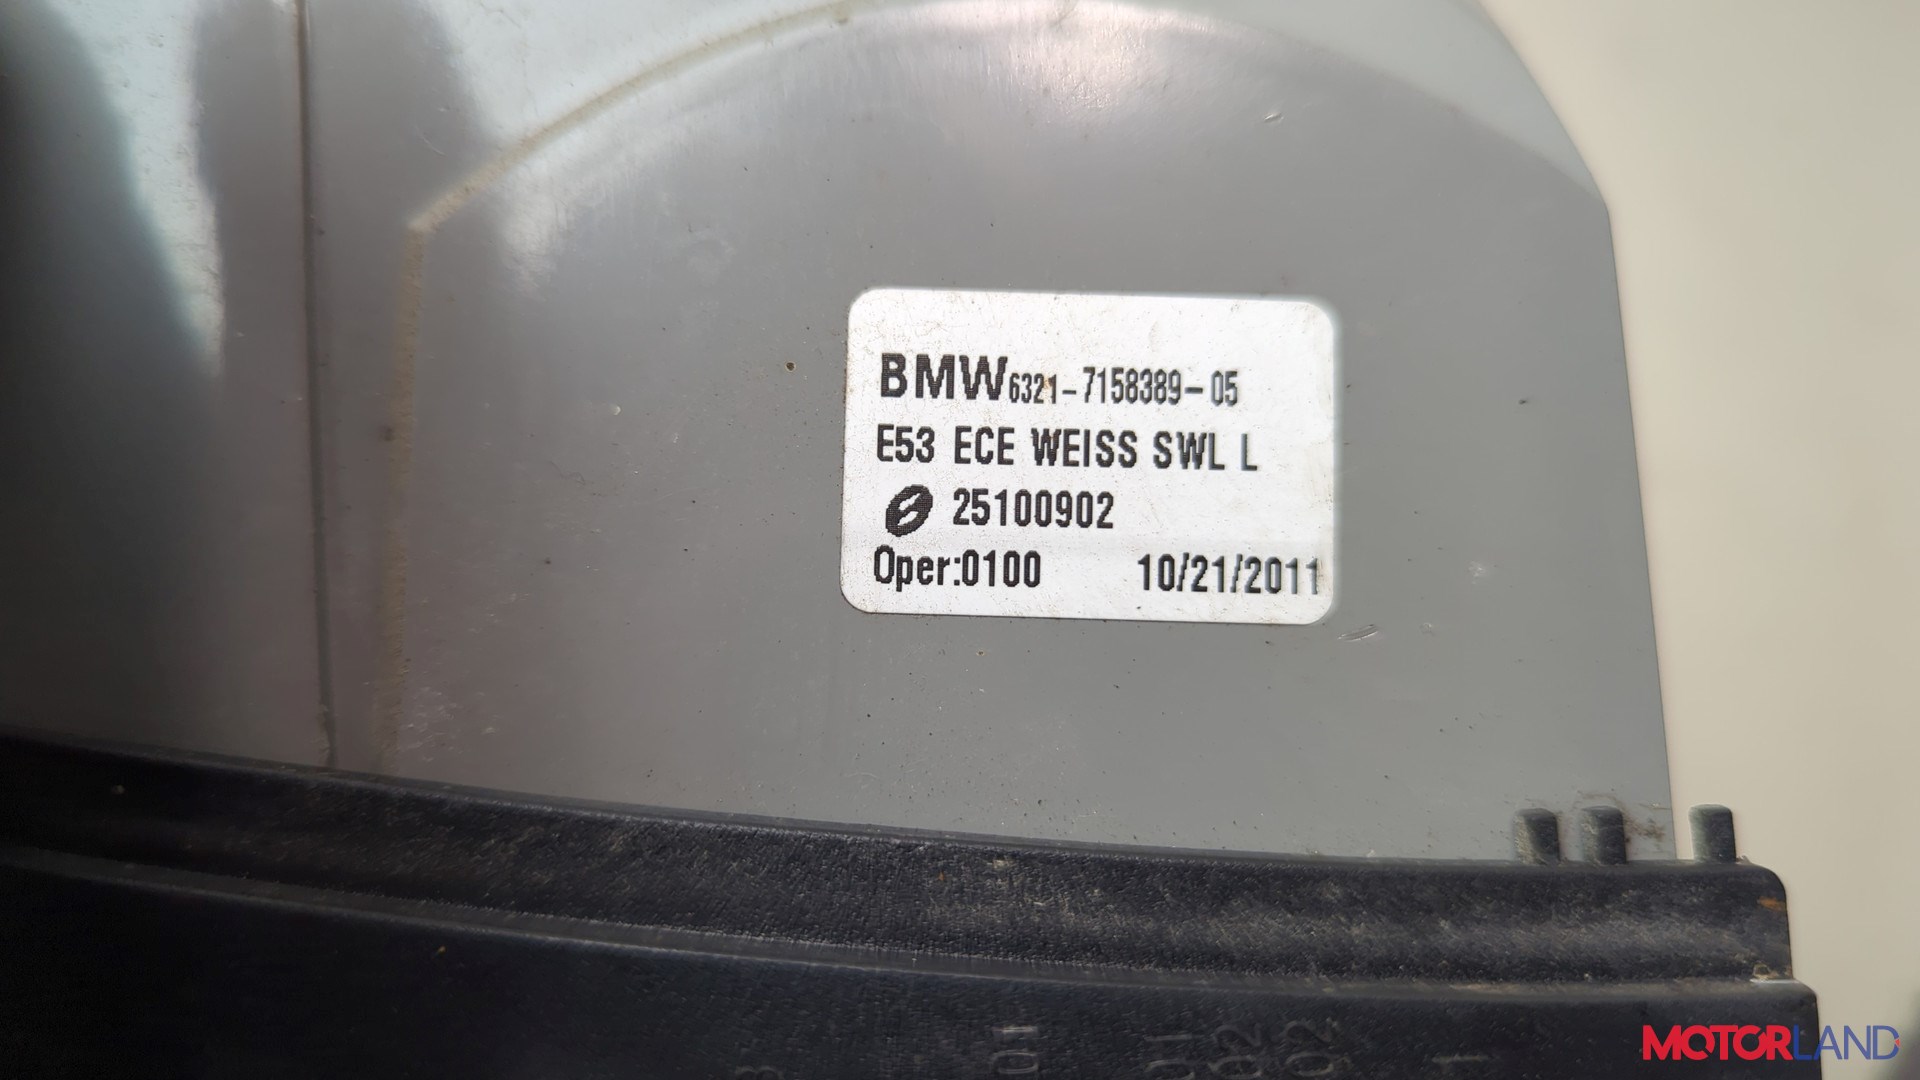 BMW 6321-7158389-05
E53 ECE WEISS SWL L
25100902
Oper:0100 10/21/2011
MOTORLAND